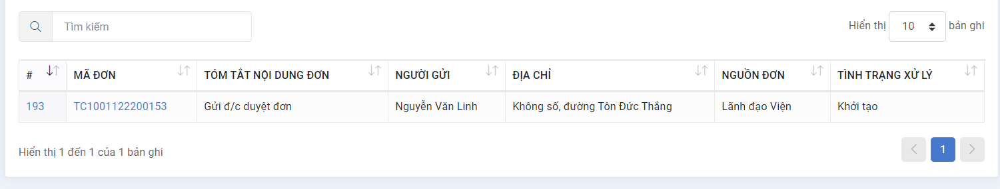 Tìm kiếm
Hiển thị 10 bản ghi
# MÃ ĐƠN TÓM TẮT NỘI DUNG ĐƠN NGƯỜI GỬI ĐỊA CHỈ NGUỒN ĐƠN TÌNH TRẠNG XỬ LÝ
193 TC1001122200153 Gửi đ/c duyệt đơn Nguyễn Văn Linh Không số, đường Tôn Đức Thắng Lãnh đạo Viện Khởi tạo
Hiển thị 1 đến 1 của 1 bản ghi
1